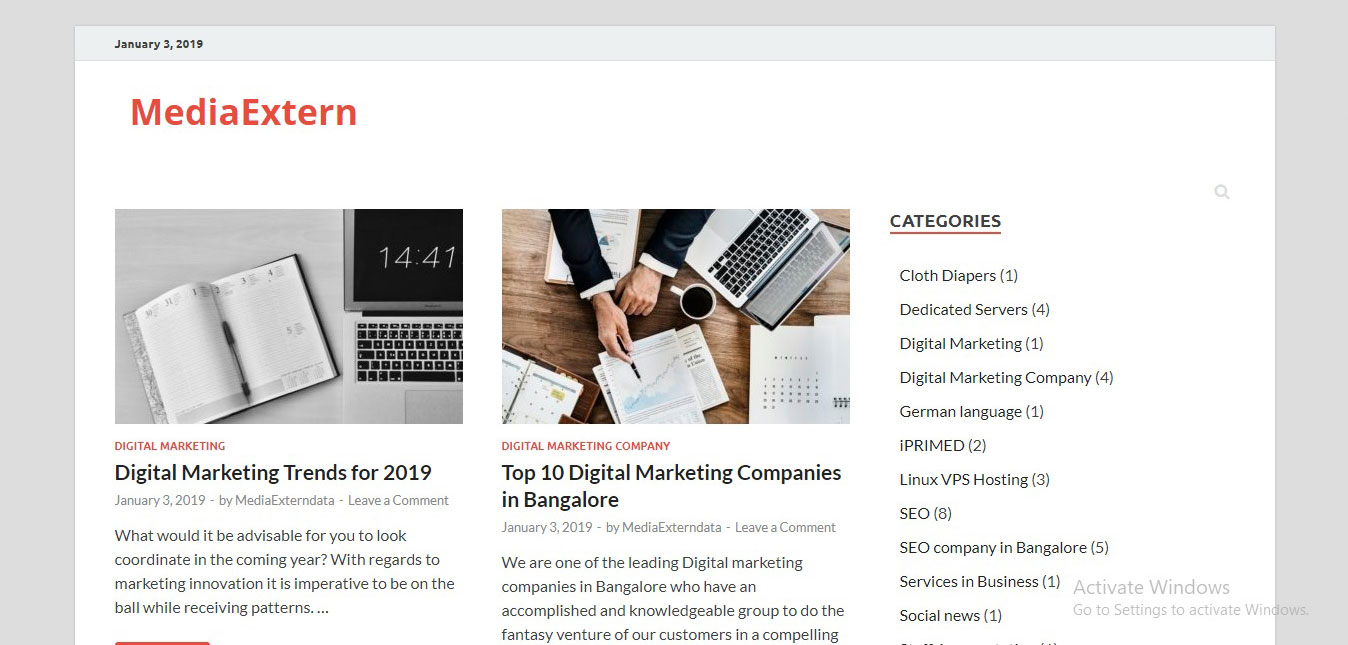 January 3, 2019
MediaExtern
14:41
DIGITAL MARKETING
Digital Marketing Trends for 2019
January 3, 2019 - by MediaExterndata - Leave a Comment
What would it be advisable for you to look
coordinate in the coming year? With regards to
marketing innovation it is imperative to be on the
ball while receiving patterns. ...
DIGITAL MARKETING COMPANY
Top 10 Digital Marketing Companies
in Bangalore
January 3, 2019 - by MediaExterndata - Leave a Comment
We are one of the leading Digital marketing
companies in Bangalore who have an
accomplished and knowledgeable group to do the
fantasy venture of our customers in a compelling
CATEGORIES
Cloth Diapers (1)
Dedicated Servers (4)
Digital Marketing (1)
Digital Marketing Company (4)
German language (1)
iPRIMED (2)
Linux VPS Hosting (3)
SEO (8)
SEO company in Bangalore (5)
Services in Business (1)
Social news (1)
Activate Windows
Go to Settings to activate Windows.